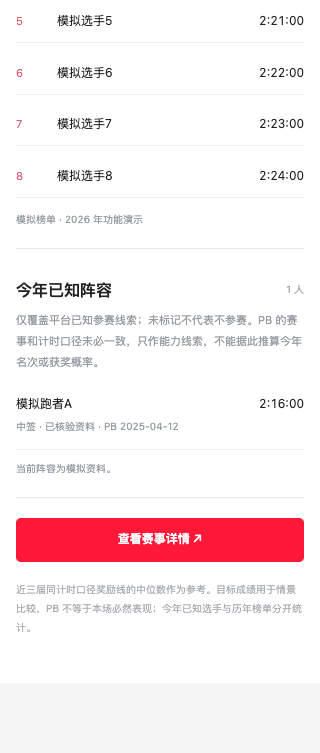 5 模拟选手5 2:21:00
6 模拟选手6 2:22:00
7 模拟选手7 2:23:00
8 模拟选手8 2:24:00
模拟榜单 · 2026 年功能演示
今年已知阵容 1 人
仅覆盖平台已知参赛线索；未标记不代表不参赛。PB 的赛
事和计时口径未必一致，只作能力线索，不能据此推算今年
名次或获奖概率。
模拟跑者A 2:16:00
中签 · 已核验资料 · PB 2025-04-12
当前阵容为模拟资料。
查看赛事详情 ↗
近三届同计时口径奖励线的中位数作为参考。目标成绩用于情景
比较，PB 不等于本场必然表现；今年已知选手与历年榜单分开统
计。